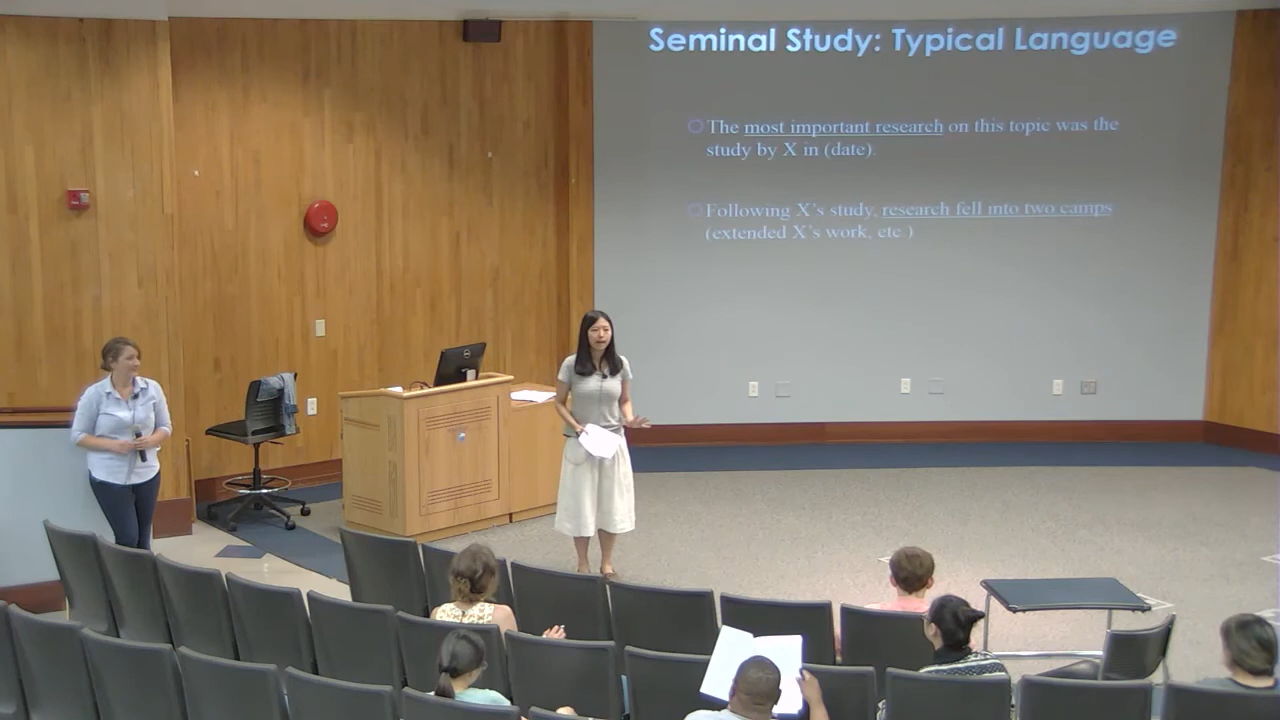 Seminal Study: Typical Language
The most important research on this topic was the
study by X in (date).
Following X's study, research fell into two camps
(extended X's work, etc.)